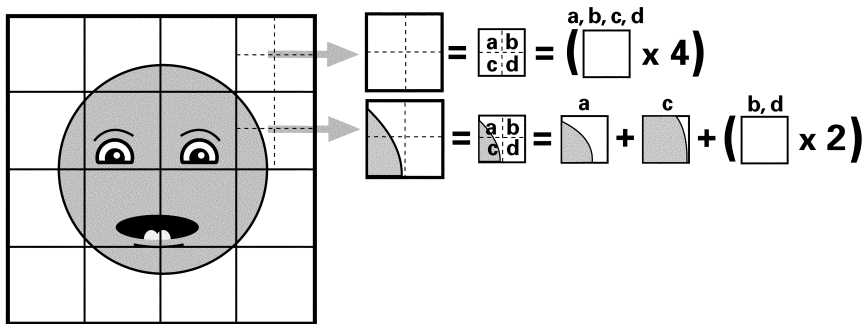 a, b, c, d
= a b c d = ( x 4 )
a c b, d
= a b c d = + + ( x 2 )